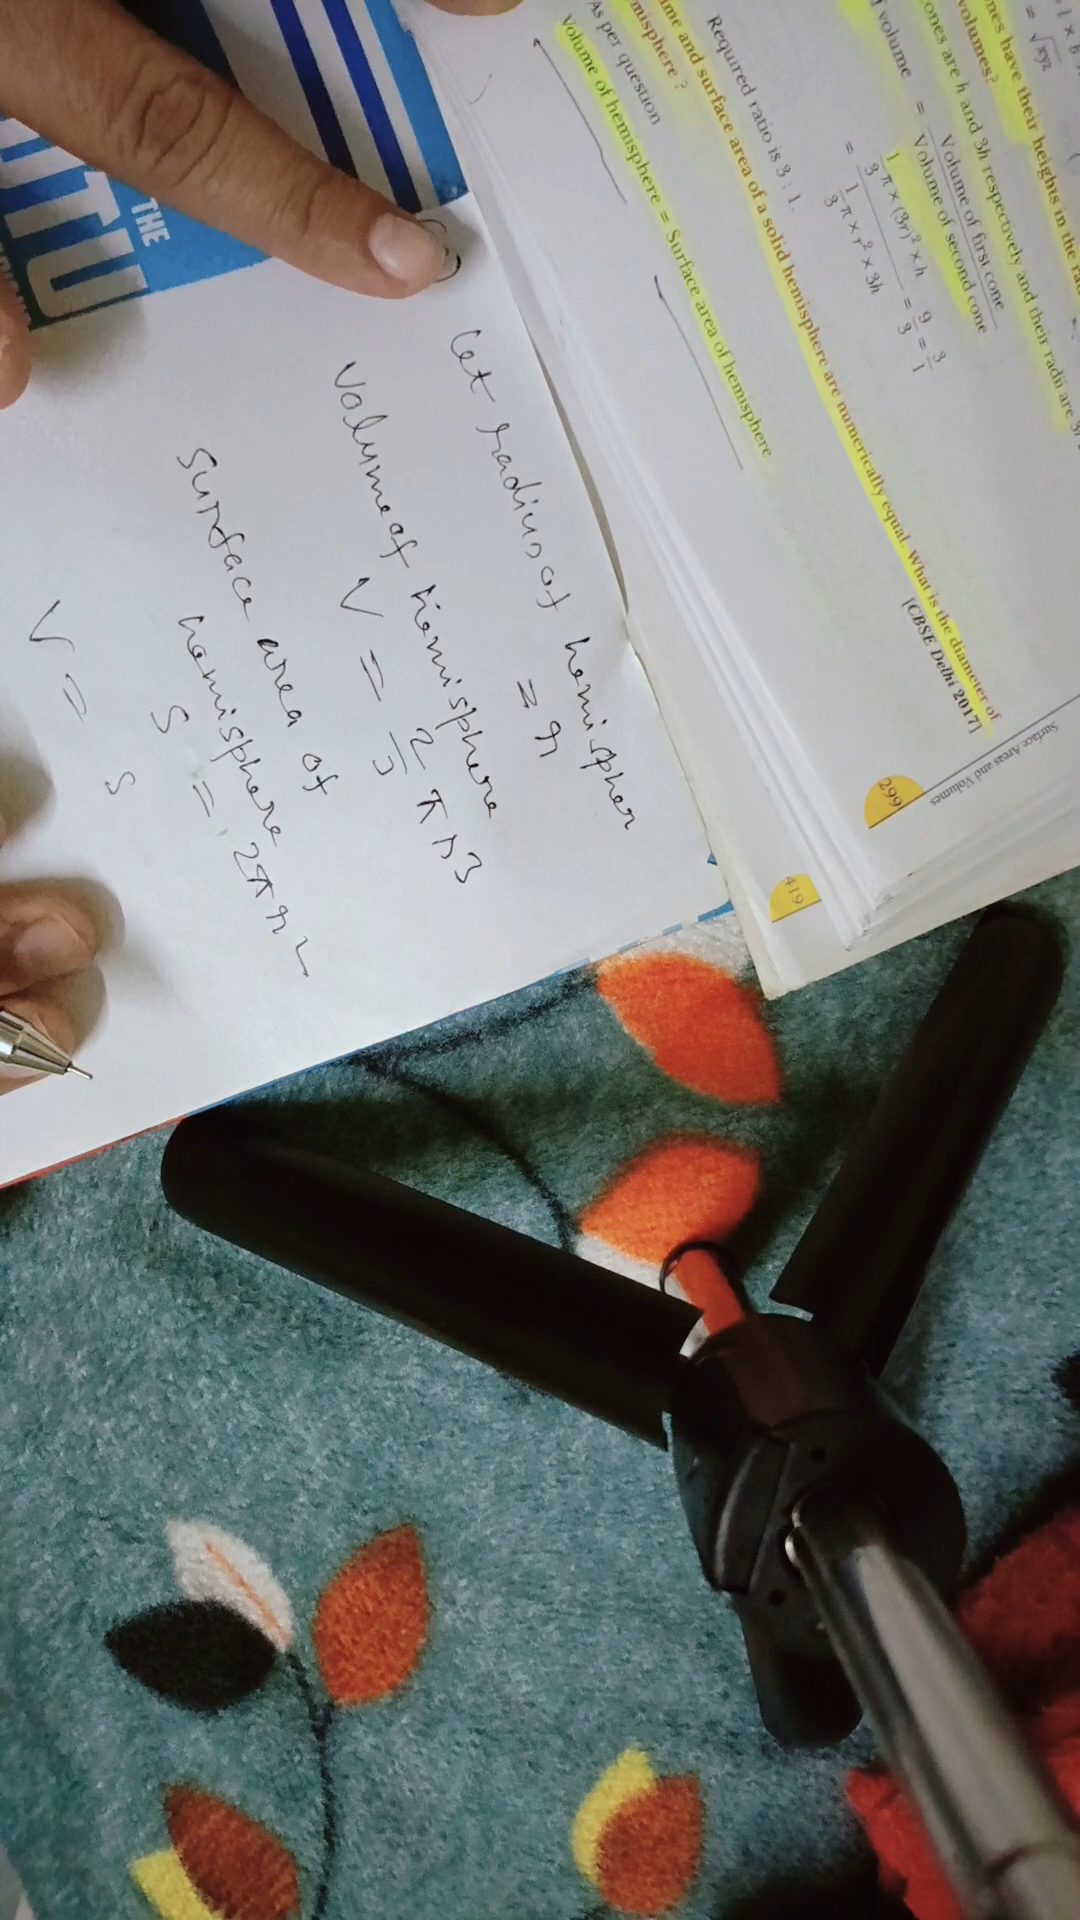 = √xyz
ones have their heights in the
volumes?
ones are h and 3h respectively and their radii are 3r
volume = Volume of first cone / Volume of second cone
= 1/3 π × (3r)² × h / 1/3 π × r² × 3h = 9/3 = 3/1
Required ratio is 3 : 1.
ume and surface area of a solid hemisphere are numerically equal. What is the diameter of
misphere ?
[CBSE Delhi 2017]
As per question
Volume of hemisphere = Surface area of hemisphere
Surface Areas and Volumes
299
419
THE
Let radius of hemispher
= r
Volume of hemisphere
V = 2/3 π r3
Surface area of
hemisphere
S = 2πr2
V = S